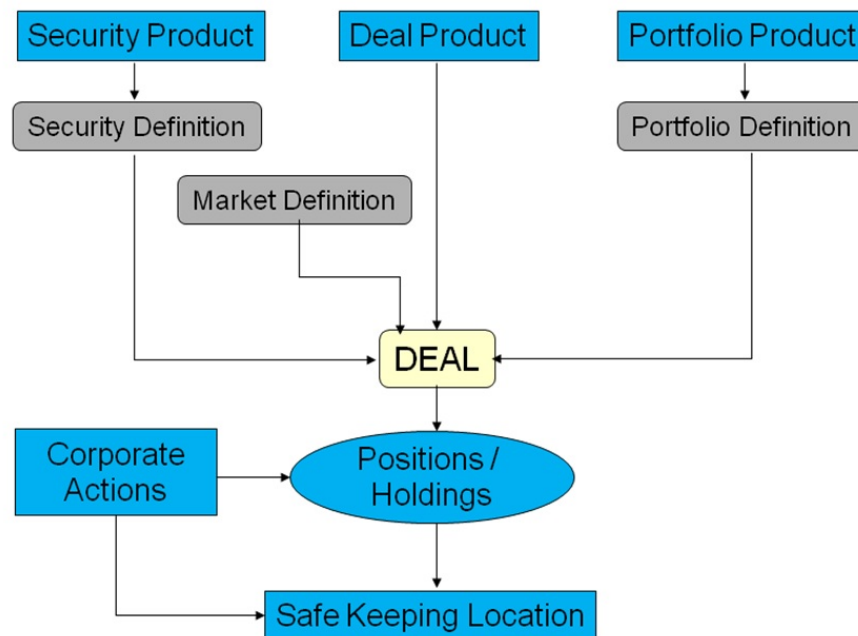 Security Product
Deal Product
Portfolio Product
Security Definition
Portfolio Definition
Market Definition
DEAL
Corporate
Actions
Positions /
Holdings
Safe Keeping Location